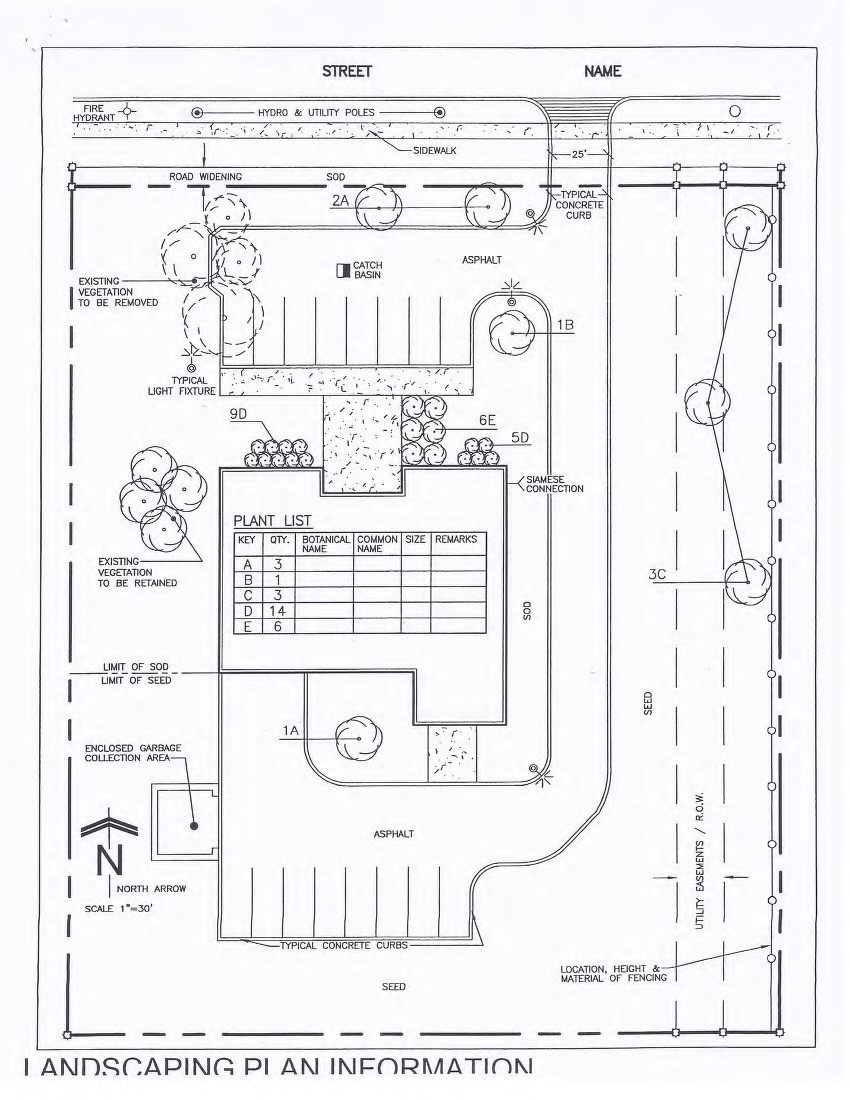 STREET NAME
FIRE
HYDRANT
HYDRO & UTILITY POLES
SIDEWALK
25'
ROAD WIDENING
SOD
2A
TYPICAL
CONCRETE
CURB
CATCH
BASIN
ASPHALT
EXISTING
VEGETATION
TO BE REMOVED
1B
TYPICAL
LIGHT FIXTURE
9D
6E
5D
SIAMESE
CONNECTION
PLANT LIST
KEY QTY. BOTANICAL NAME COMMON NAME SIZE REMARKS
A 3
B 1
C 3
D 14
E 6
EXISTING
VEGETATION
TO BE RETAINED
3C
SOD
LIMIT OF SOD
LIMIT OF SEED
SEED
1A
ENCLOSED GARBAGE
COLLECTION AREA
ASPHALT
UTILITY EASEMENTS / R.O.W.
N
NORTH ARROW
SCALE 1"=30'
TYPICAL CONCRETE CURBS
LOCATION, HEIGHT &
MATERIAL OF FENCING
SEED
LANDSCAPING PLAN INFORMATION